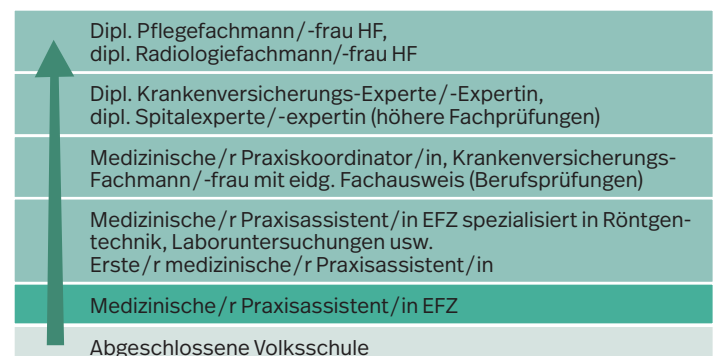 Dipl. Pflegefachmann/-frau HF,
dipl. Radiologiefachmann/-frau HF
Dipl. Krankenversicherungs-Experte/-Expertin,
dipl. Spitalexperte/-expertin (höhere Fachprüfungen)
Medizinische/r Praxiskoordinator/in, Krankenversicherungs-
Fachmann/-frau mit eidg. Fachausweis (Berufsprüfungen)
Medizinische/r Praxisassistent/in EFZ spezialisiert in Röntgen-
technik, Laboruntersuchungen usw.
Erste/r medizinische/r Praxisassistent/in
Medizinische/r Praxisassistent/in EFZ
Abgeschlossene Volksschule